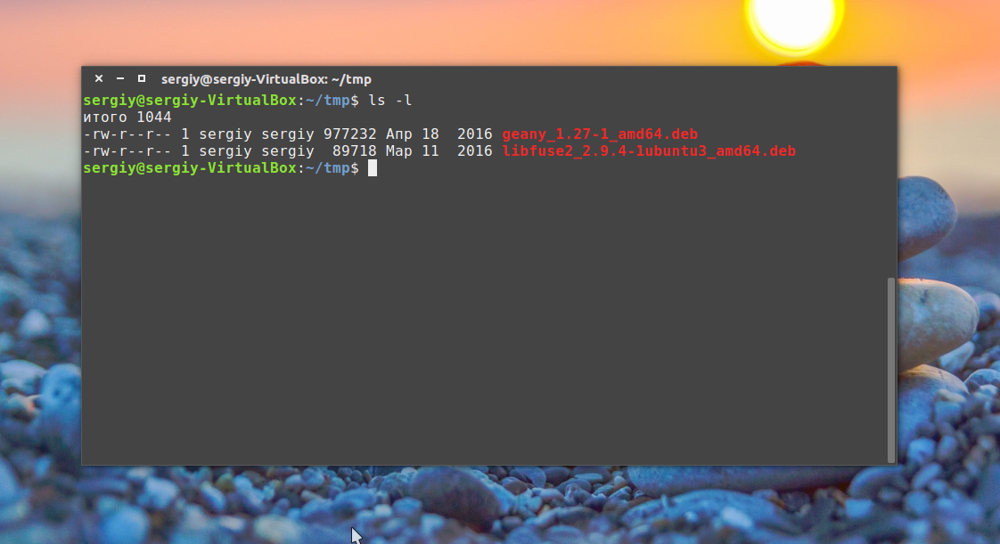 sergiy@sergiy-VirtualBox: ~/tmp
sergiy@sergiy-VirtualBox:~/tmp$ ls -l
итого 1044
-rw-r--r-- 1 sergiy sergiy 977232 Апр 18  2016 geany_1.27-1_amd64.deb
-rw-r--r-- 1 sergiy sergiy  89718 Мар 11  2016 libfuse2_2.9.4-1ubuntu3_amd64.deb
sergiy@sergiy-VirtualBox:~/tmp$